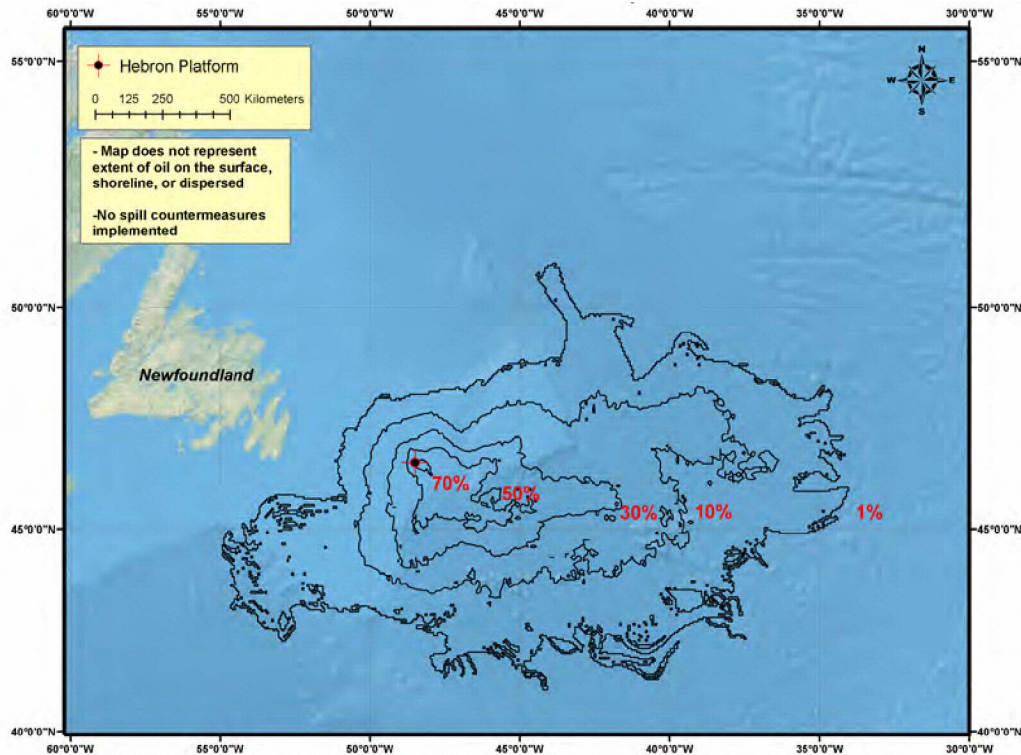 60°0'0"W 55°0'0"W 50°0'0"W 45°0'0"W 40°0'0"W 35°0'0"W 30°0'0"W
55°0'0"N 55°0'0"N
Hebron Platform
0 125 250 500 Kilometers
N
W E
S
- Map does not represent
extent of oil on the surface,
shoreline, or dispersed
-No spill countermeasures
implemented
50°0'0"N 50°0'0"N
Newfoundland
70% 50% 30% 10% 1%
45°0'0"N 45°0'0"N
40°0'0"N 40°0'0"N
60°0'0"W 55°0'0"W 50°0'0"W 45°0'0"W 40°0'0"W 35°0'0"W 30°0'0"W